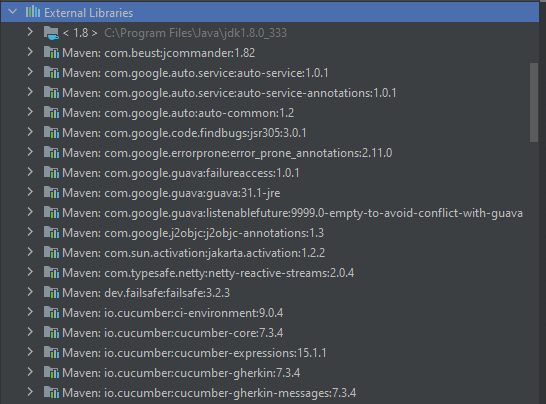 External Libraries
< 1.8 > C:\Program Files\Java\jdk1.8.0_333
Maven: com.beust:jcommander:1.82
Maven: com.google.auto.service:auto-service:1.0.1
Maven: com.google.auto.service:auto-service-annotations:1.0.1
Maven: com.google.auto:auto-common:1.2
Maven: com.google.code.findbugs:jsr305:3.0.1
Maven: com.google.errorprone:error_prone_annotations:2.11.0
Maven: com.google.guava:failureaccess:1.0.1
Maven: com.google.guava:guava:31.1-jre
Maven: com.google.guava:listenablefuture:9999.0-empty-to-avoid-conflict-with-guava
Maven: com.google.j2objc:j2objc-annotations:1.3
Maven: com.sun.activation:jakarta.activation:1.2.2
Maven: com.typesafe.netty:netty-reactive-streams:2.0.4
Maven: dev.failsafe:failsafe:3.2.3
Maven: io.cucumber:ci-environment:9.0.4
Maven: io.cucumber:cucumber-core:7.3.4
Maven: io.cucumber:cucumber-expressions:15.1.1
Maven: io.cucumber:cucumber-gherkin:7.3.4
Maven: io.cucumber:cucumber-gherkin-messages:7.3.4